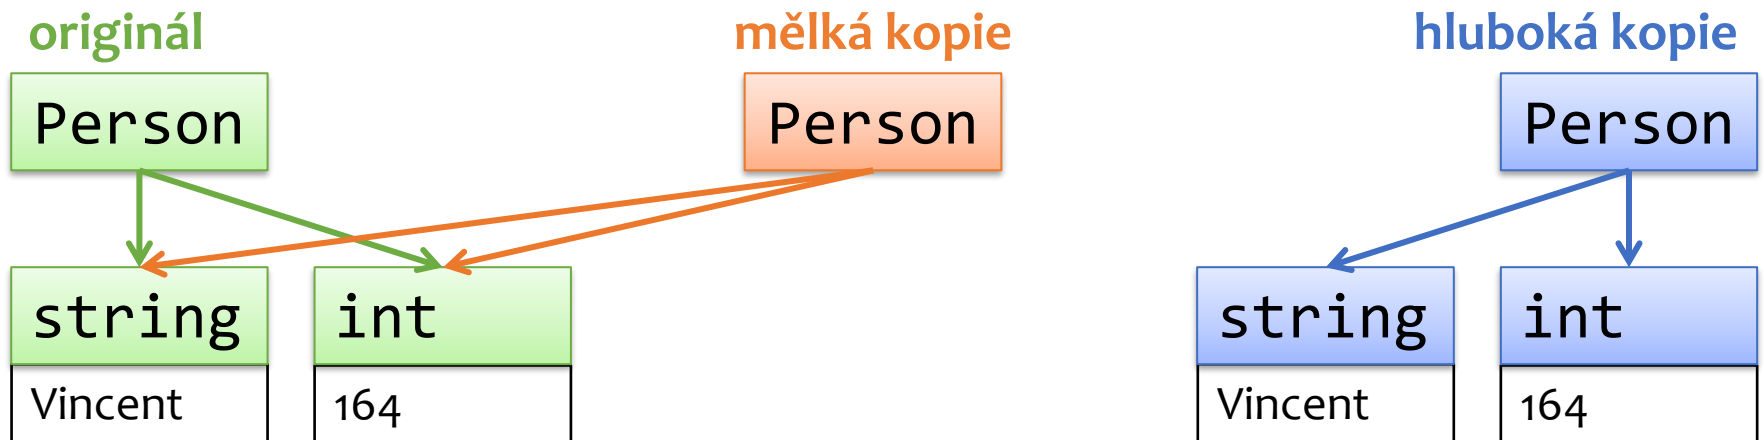 originál
mělká kopie
hluboká kopie
Person
Person
Person
string
int
string
int
Vincent
164
Vincent
164